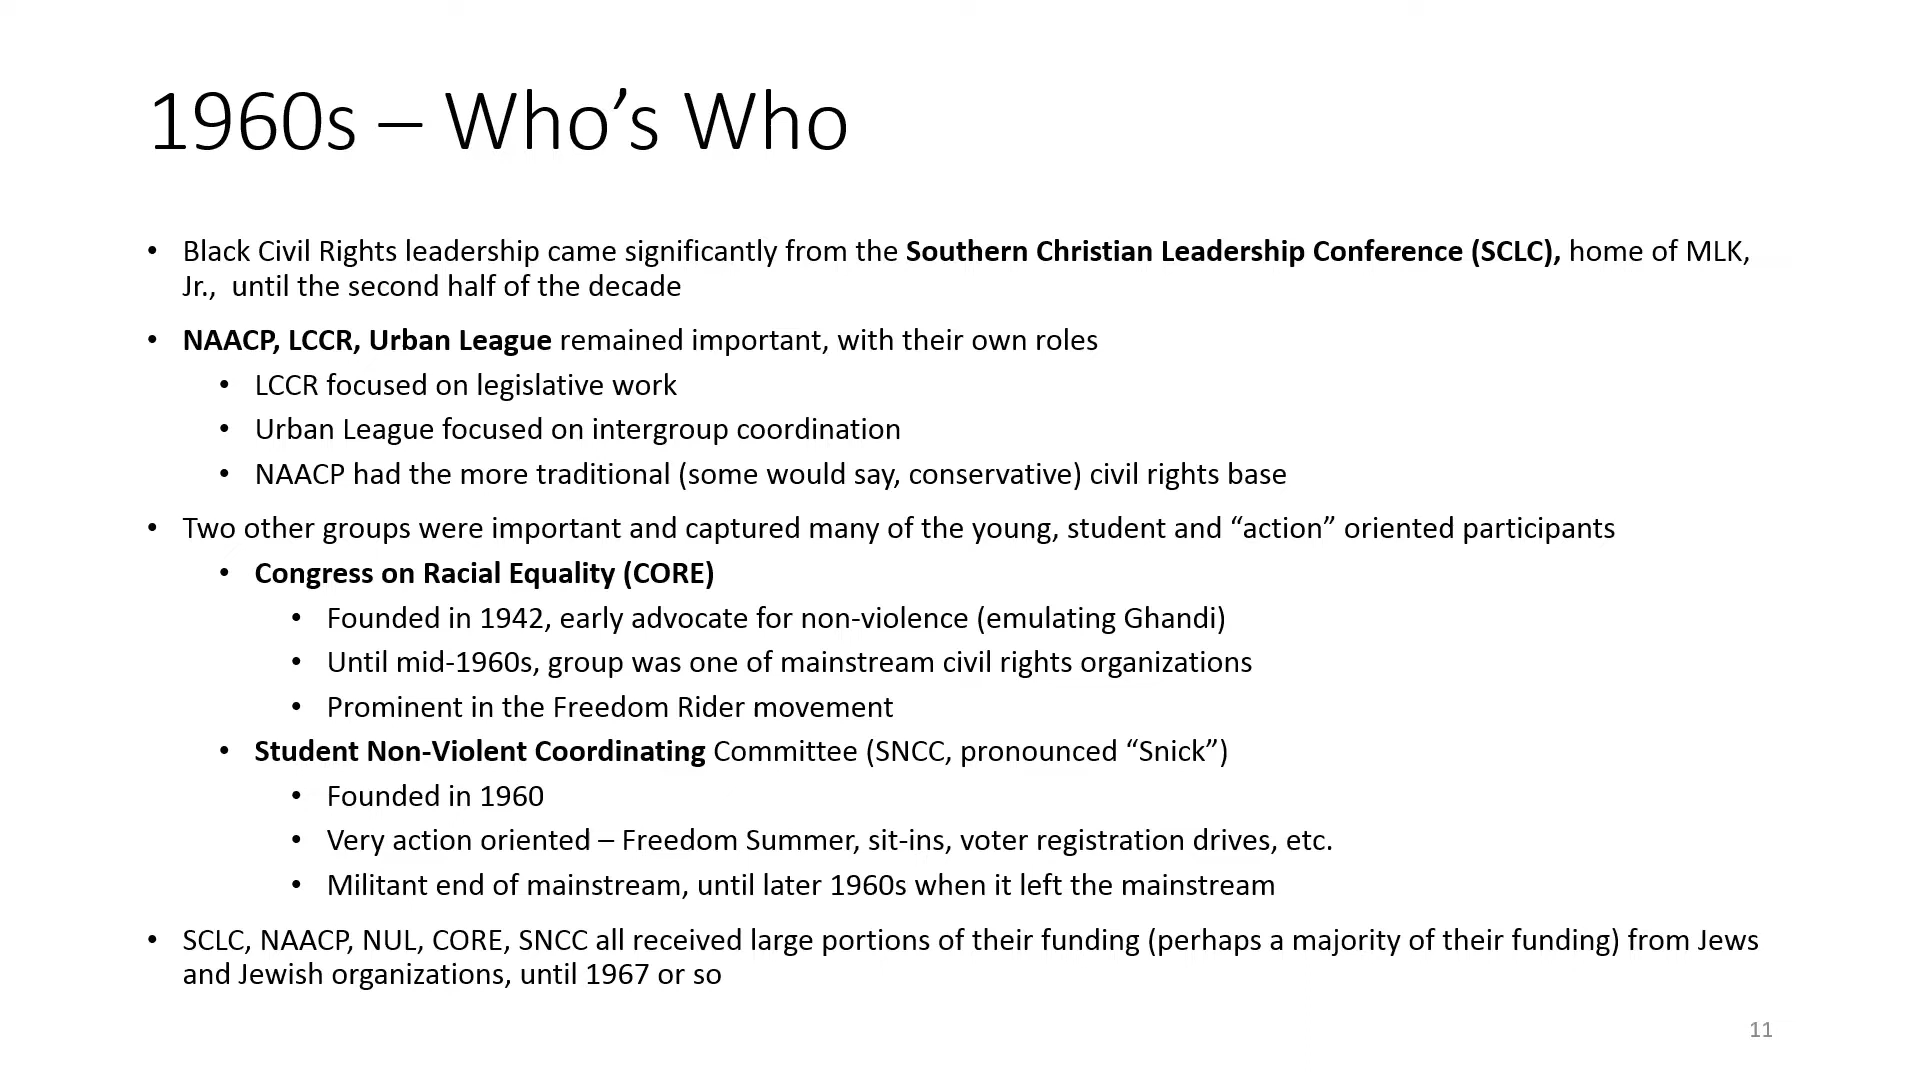 1960s – Who’s Who
• Black Civil Rights leadership came significantly from the Southern Christian Leadership Conference (SCLC), home of MLK,
Jr.,  until the second half of the decade
• NAACP, LCCR, Urban League remained important, with their own roles
• LCCR focused on legislative work
• Urban League focused on intergroup coordination
• NAACP had the more traditional (some would say, conservative) civil rights base
• Two other groups were important and captured many of the young, student and “action” oriented participants
• Congress on Racial Equality (CORE)
• Founded in 1942, early advocate for non-violence (emulating Ghandi)
• Until mid-1960s, group was one of mainstream civil rights organizations
• Prominent in the Freedom Rider movement
• Student Non-Violent Coordinating Committee (SNCC, pronounced “Snick”)
• Founded in 1960
• Very action oriented – Freedom Summer, sit-ins, voter registration drives, etc.
• Militant end of mainstream, until later 1960s when it left the mainstream
• SCLC, NAACP, NUL, CORE, SNCC all received large portions of their funding (perhaps a majority of their funding) from Jews
and Jewish organizations, until 1967 or so
11